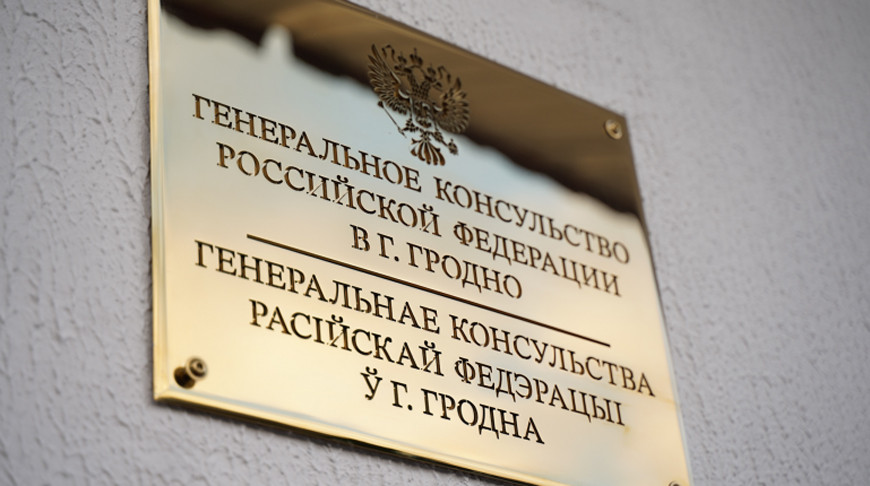 ГЕНЕРАЛЬНОЕ КОНСУЛЬСТВО
РОССИЙСКОЙ ФЕДЕРАЦИИ
В Г. ГРОДНО
ГЕНЕРАЛЬНАЕ КОНСУЛЬСТВА
РАСІЙСКАЙ ФЕДЭРАЦЫІ
Ў Г. ГРОДНА